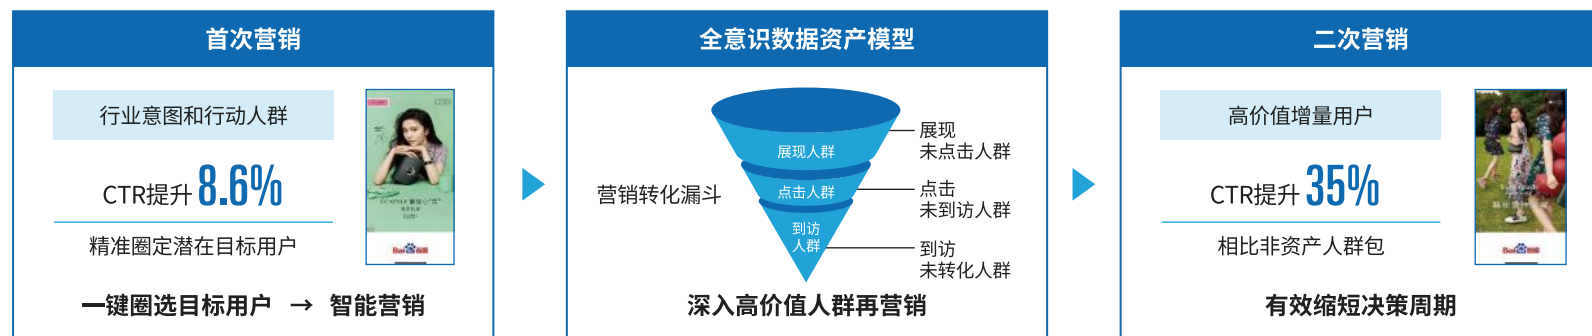 首次营销
行业意图和行动人群
CTR提升 8.6%
精准圈定潜在目标用户
一键圈选目标用户 → 智能营销
Bai 百度
全意识数据资产模型
营销转化漏斗
展现人群
点击人群
到访
人群
展现
未点击人群
点击
未到访人群
到访
未转化人群
深入高价值人群再营销
二次营销
高价值增量用户
CTR提升 35%
相比非资产人群包
有效缩短决策周期
Bai 百度